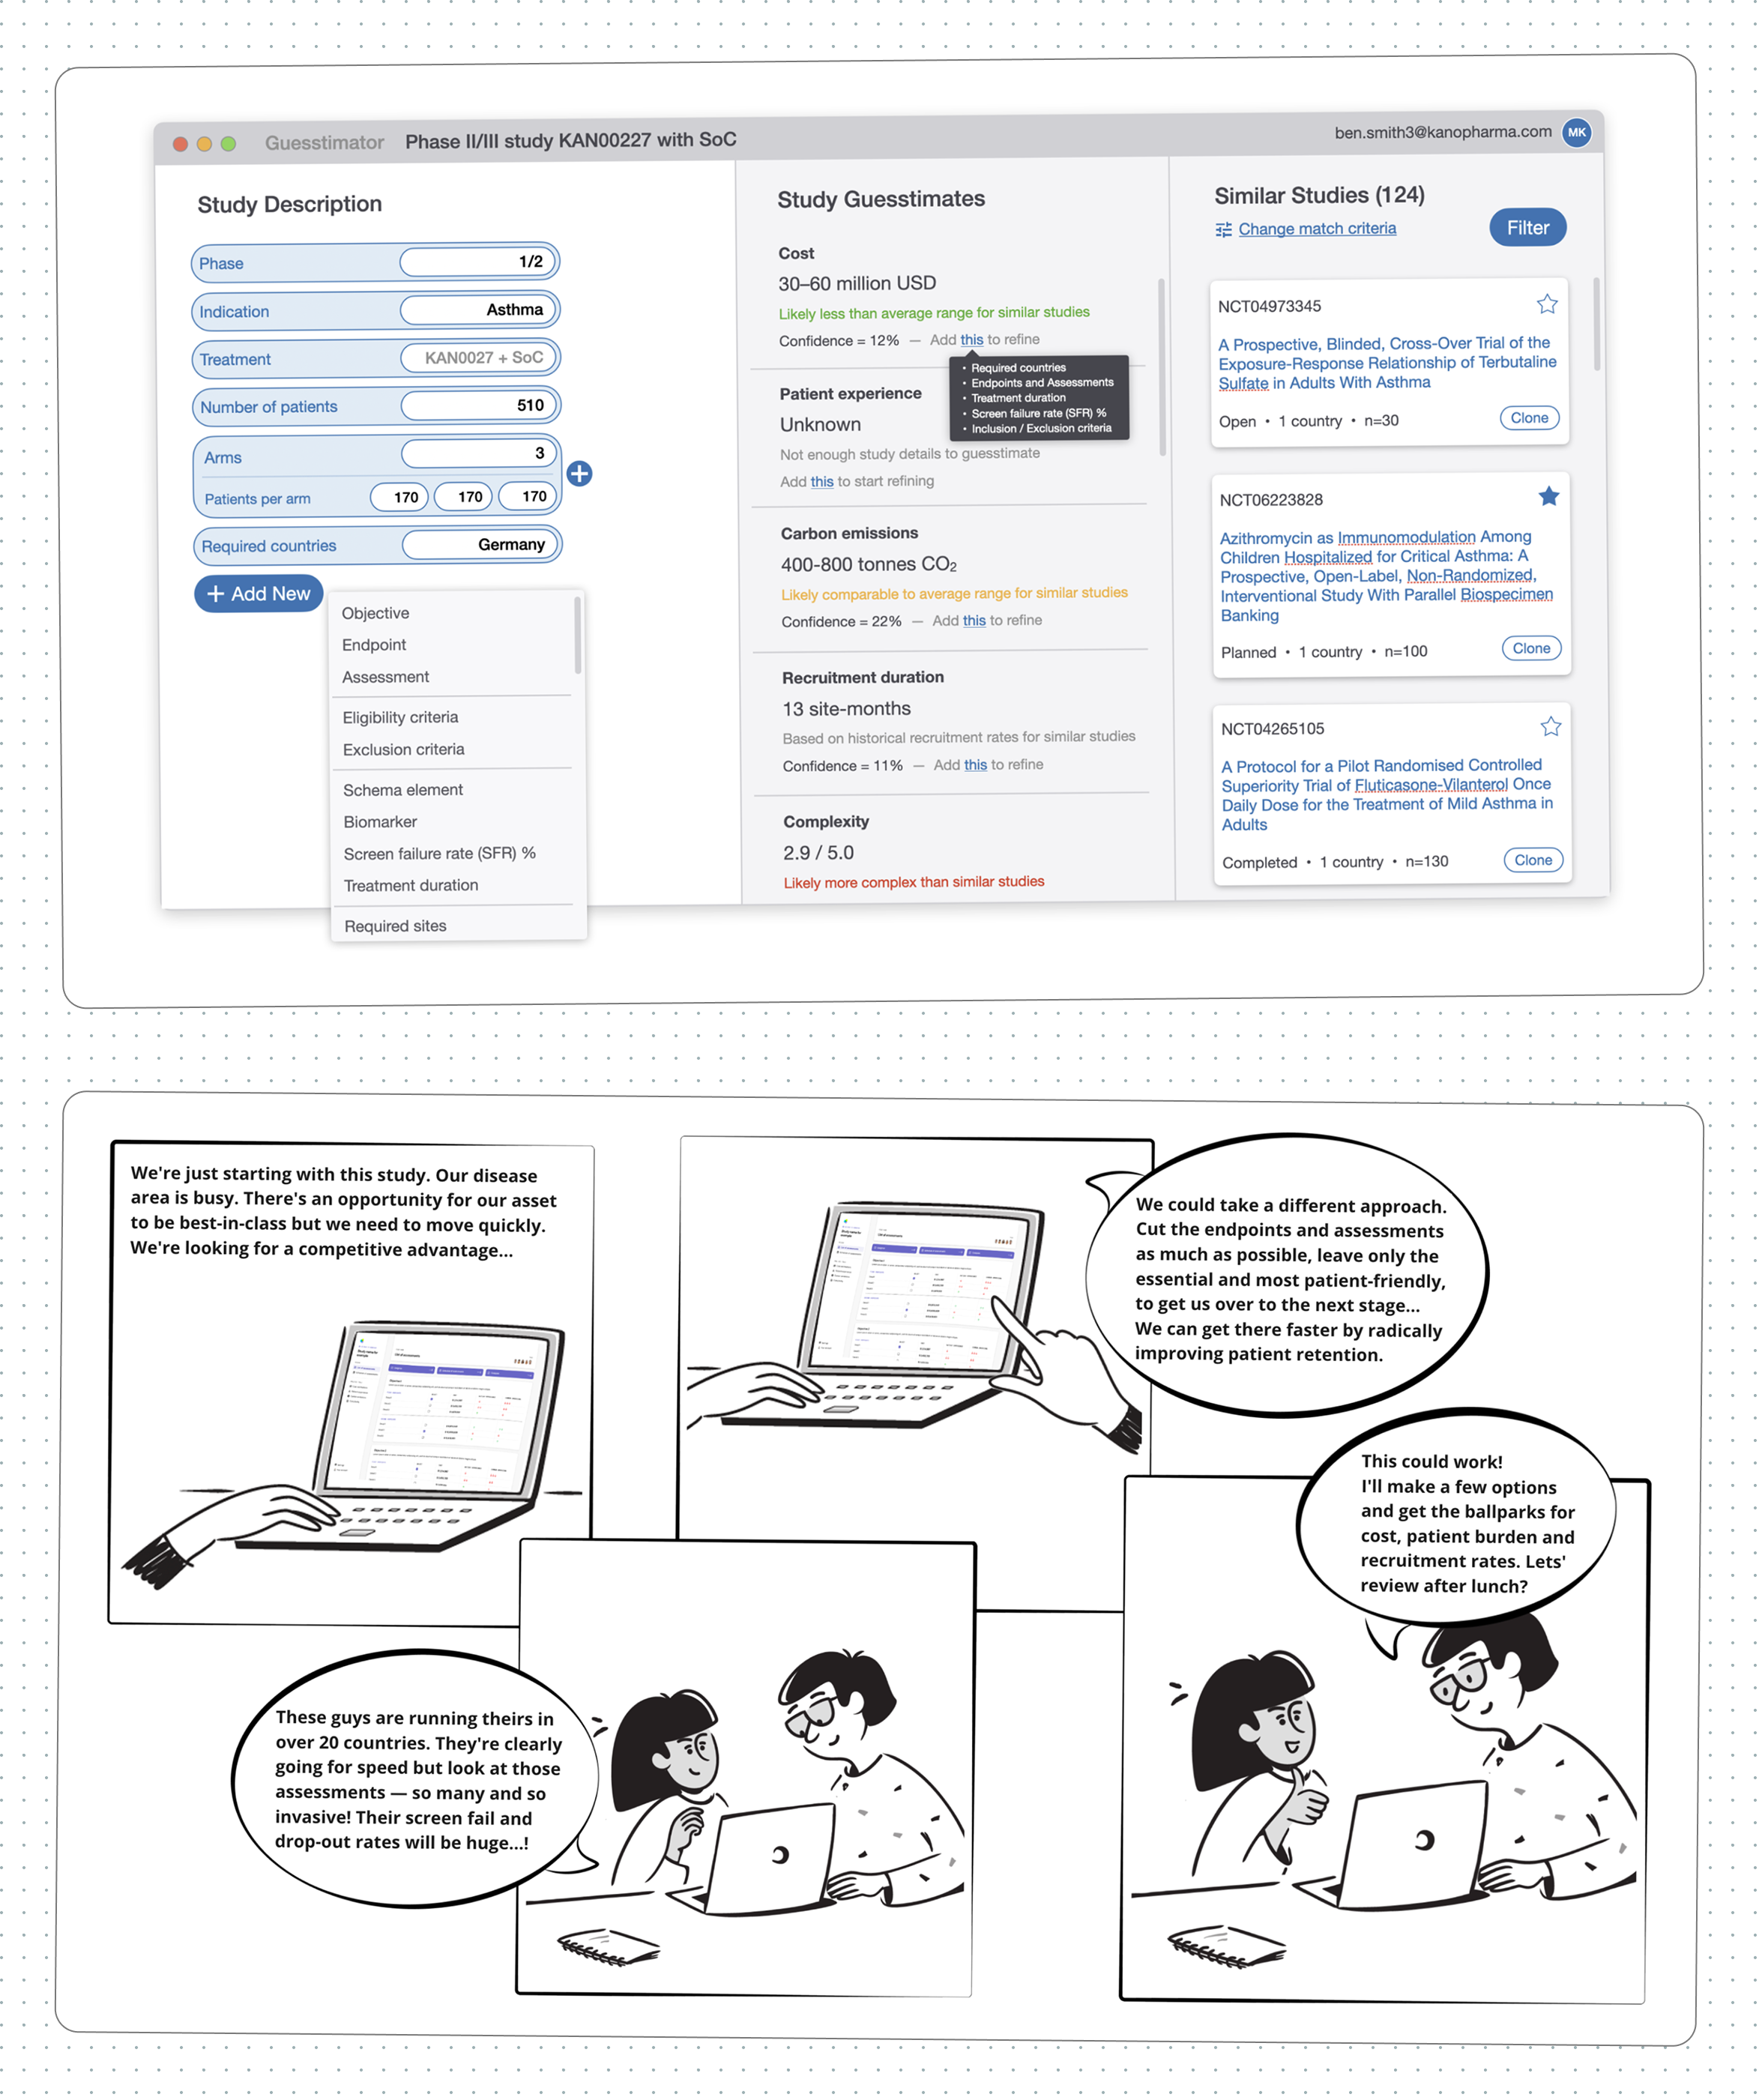 Guesstimator
Phase II/III study KAN00227 with SoC
ben.smith3@kanopharma.com
MK
Study Description
Phase
1/2
Indication
Asthma
Treatment
KAN0027 + SoC
Number of patients
510
Arms
3
Patients per arm
170 170 170
Required countries
Germany
+ Add New
Objective
Endpoint
Assessment
Eligibility criteria
Exclusion criteria
Schema element
Biomarker
Screen failure rate (SFR) %
Treatment duration
Required sites
Study Guesstimates
Cost
30–60 million USD
Likely less than average range for similar studies
Confidence = 12% — Add this to refine
• Required countries
• Endpoints and Assessments
• Treatment duration
• Screen failure rate (SFR) %
• Inclusion / Exclusion criteria
Patient experience
Unknown
Not enough study details to guesstimate
Add this to start refining
Carbon emissions
400-800 tonnes CO₂
Likely comparable to average range for similar studies
Confidence = 22% — Add this to refine
Recruitment duration
13 site-months
Based on historical recruitment rates for similar studies
Confidence = 11% — Add this to refine
Complexity
2.9 / 5.0
Likely more complex than similar studies
Similar Studies (124)
Change match criteria
Filter
NCT04973345
A Prospective, Blinded, Cross-Over Trial of the
Exposure-Response Relationship of Terbutaline
Sulfate in Adults With Asthma
Open • 1 country • n=30
Clone
NCT06223828
Azithromycin as Immunomodulation Among
Children Hospitalized for Critical Asthma: A
Prospective, Open-Label, Non-Randomized,
Interventional Study With Parallel Biospecimen
Banking
Planned • 1 country • n=100
Clone
NCT04265105
A Protocol for a Pilot Randomised Controlled
Superiority Trial of Fluticasone-Vilanterol Once
Daily Dose for the Treatment of Mild Asthma in
Adults
Completed • 1 country • n=130
Clone
We're just starting with this study. Our disease
area is busy. There's an opportunity for our asset
to be best-in-class but we need to move quickly.
We're looking for a competitive advantage...
These guys are running theirs in
over 20 countries. They're clearly
going for speed but look at those
assessments — so many and so
invasive! Their screen fail and
drop-out rates will be huge...!
We could take a different approach.
Cut the endpoints and assessments
as much as possible, leave only the
essential and most patient-friendly,
to get us over to the next stage...
We can get there faster by radically
improving patient retention.
This could work!
I'll make a few options
and get the ballparks for
cost, patient burden and
recruitment rates. Lets'
review after lunch?